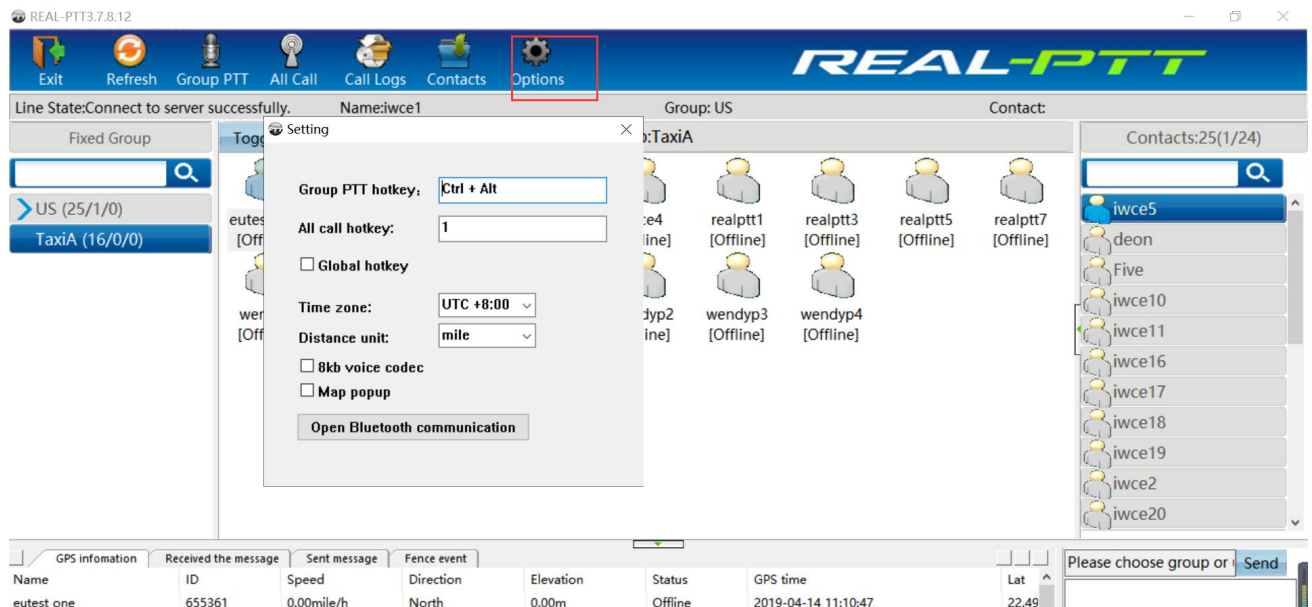 REAL-PTT3.7.8.12
Exit Refresh Group PTT All Call Call Logs Contacts Options
REAL-PTT
Line State:Connect to server successfully. Name:iwce1 Group: US Contact:
Fixed Group
Setting
TaxiA
Contacts:25(1/24)
US (25/1/0)
TaxiA (16/0/0)
Group PTT hotkey: Ctrl + Alt
All call hotkey: 1
Global hotkey
Time zone: UTC +8:00
Distance unit: mile
8kb voice codec
Map popup
Open Bluetooth communication
realptt1 realptt3 realptt5 realptt7
[Offline] [Offline] [Offline] [Offline]
wendyp3 wendyp4
[Offline] [Offline]
iwce5
deon
Five
iwce10
iwce11
iwce16
iwce17
iwce18
iwce19
iwce2
iwce20
GPS infomation Received the message Sent message Fence event
Please choose group or Send
Name ID Speed Direction Elevation Status GPS time Lat
eutest one 655361 0.00mile/h North 0.00m Offline 2019-04-14 11:10:47 22.49